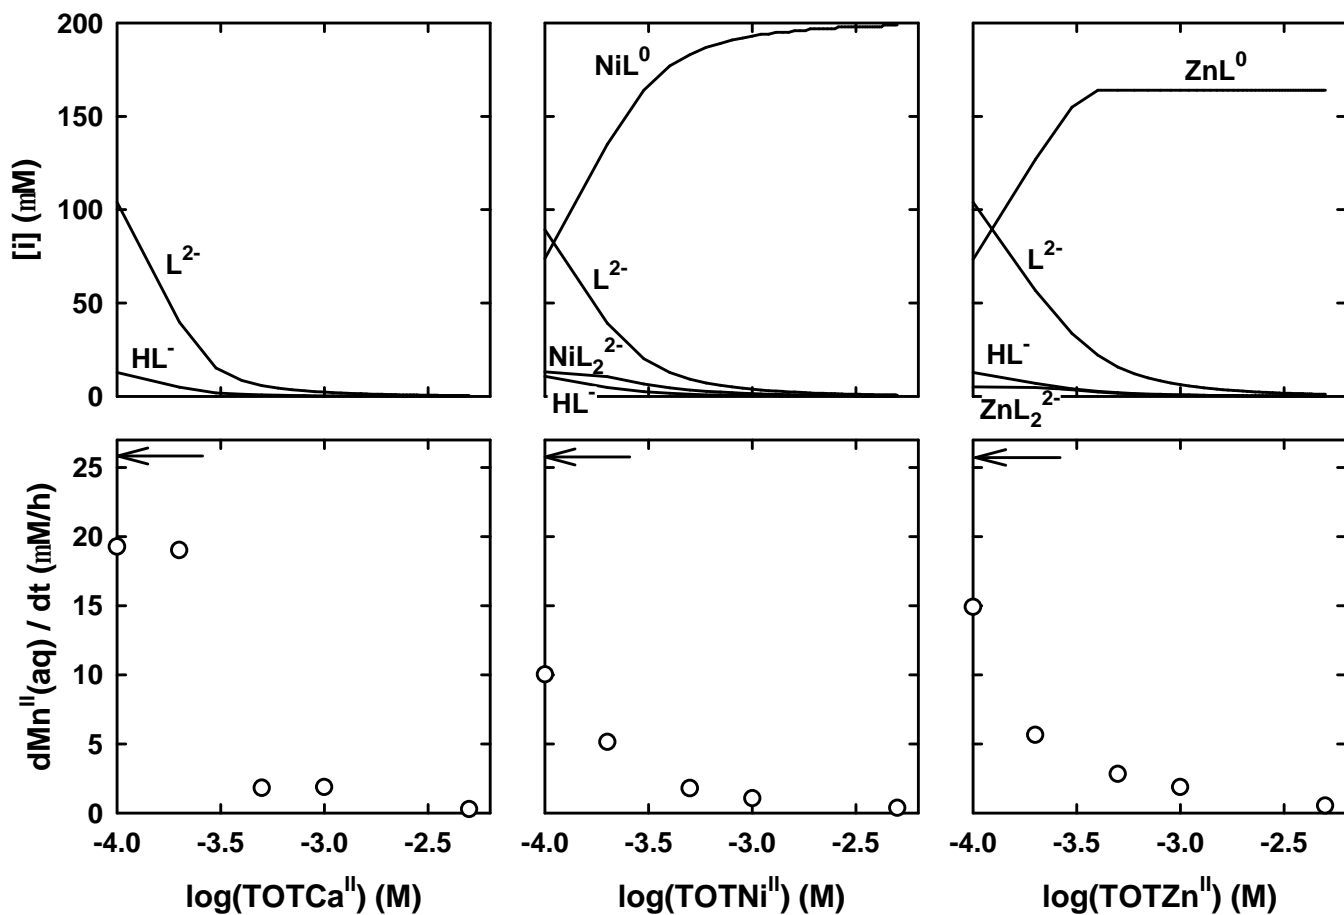 200
150
100
50
0
[i] (mM)
L2-
HL-
NiL0
L2-
NiL22-
HL-
ZnL0
L2-
HL-
ZnL22-
25
20
15
10
5
0
dMnII(aq) / dt (mM/h)
-4.0 -3.5 -3.0 -2.5
-4.0 -3.5 -3.0 -2.5
-4.0 -3.5 -3.0 -2.5
log(TOTCaII) (M)
log(TOTNiII) (M)
log(TOTZnII) (M)